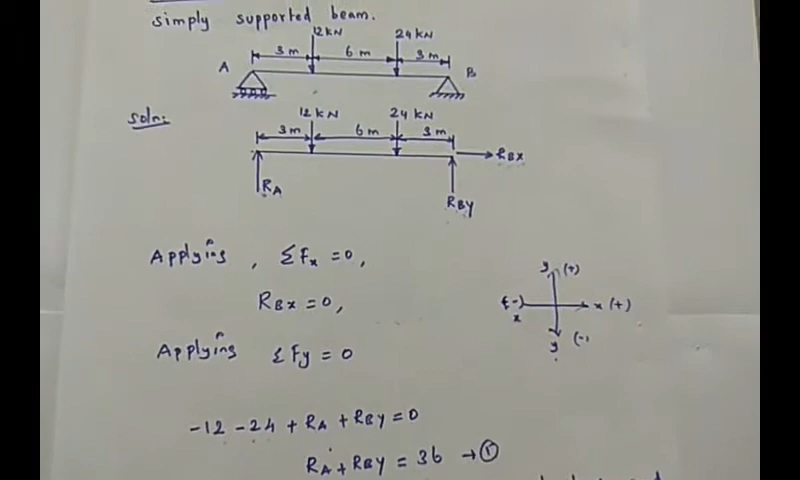 simply supported beam.
12 kN 24 kN
3 m 6 m 3 m
A B
Soln:
12 kN 24 kN
3 m 6 m 3 m
RBX
RA
RBY
Applying , ΣFx = 0,
RBX = 0,
Applying ΣFy = 0
y (+)
(-) x (+)
x
y (-)
-12 -24 + RA + RBY = 0
RA + RBY = 36 → ①